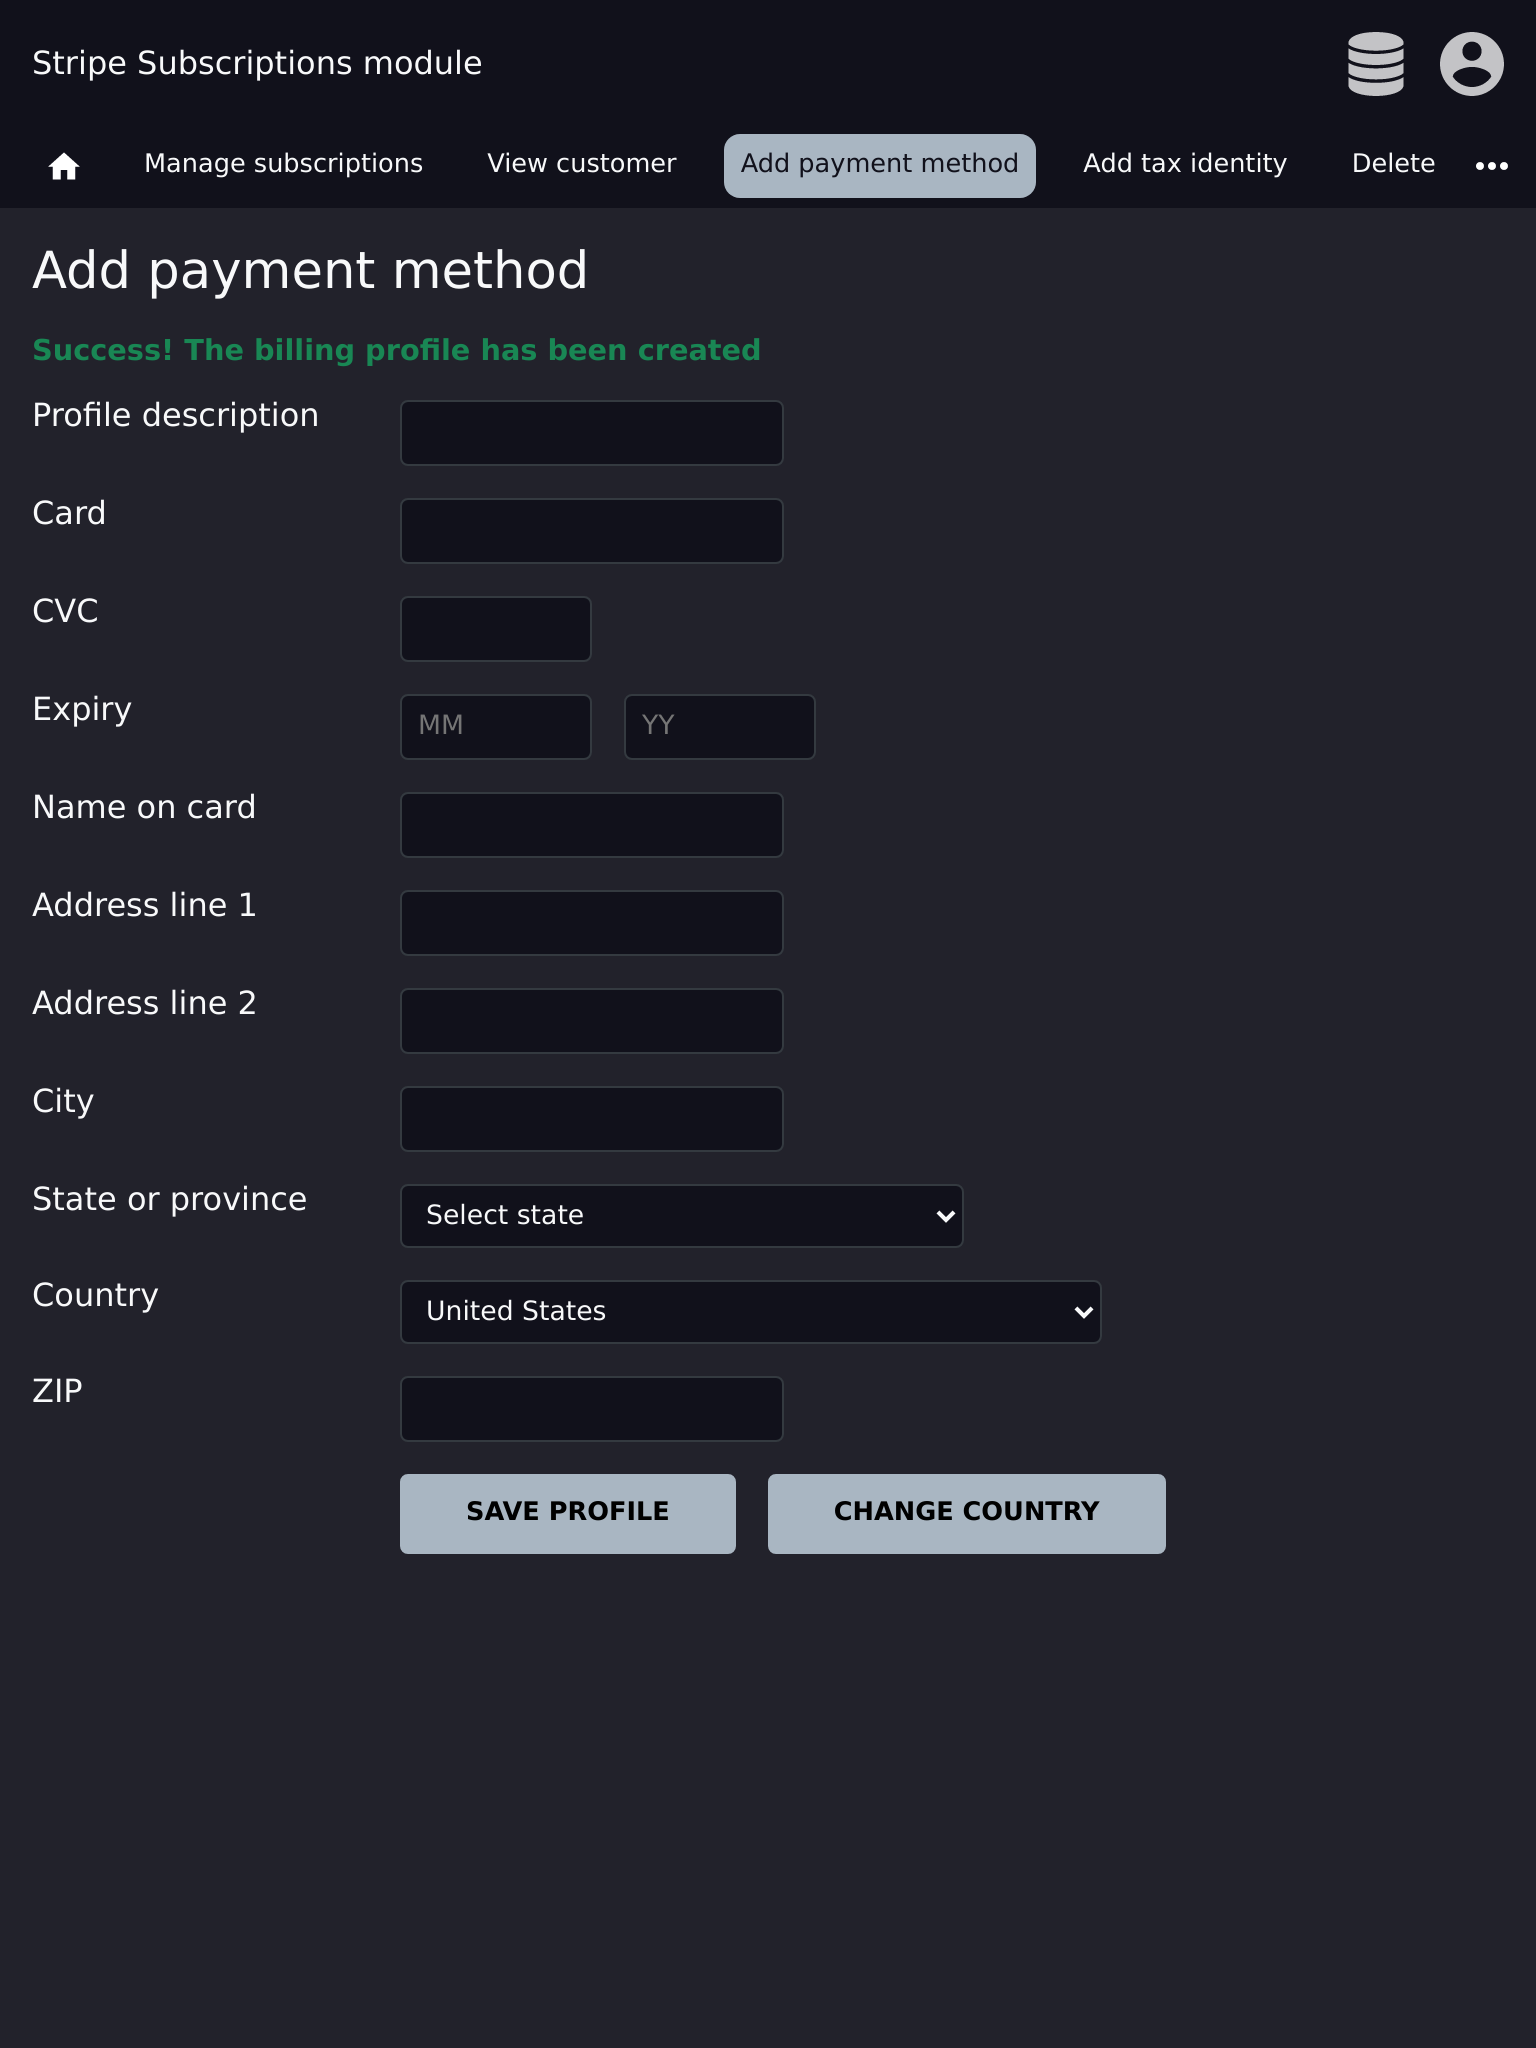 Stripe Subscriptions module
Manage subscriptions View customer Add payment method Add tax identity Delete
Add payment method
Success! The billing profile has been created
Profile description
Card
CVC
Expiry MM YY
Name on card
Address line 1
Address line 2
City
State or province Select state
Country United States
ZIP
SAVE PROFILE CHANGE COUNTRY